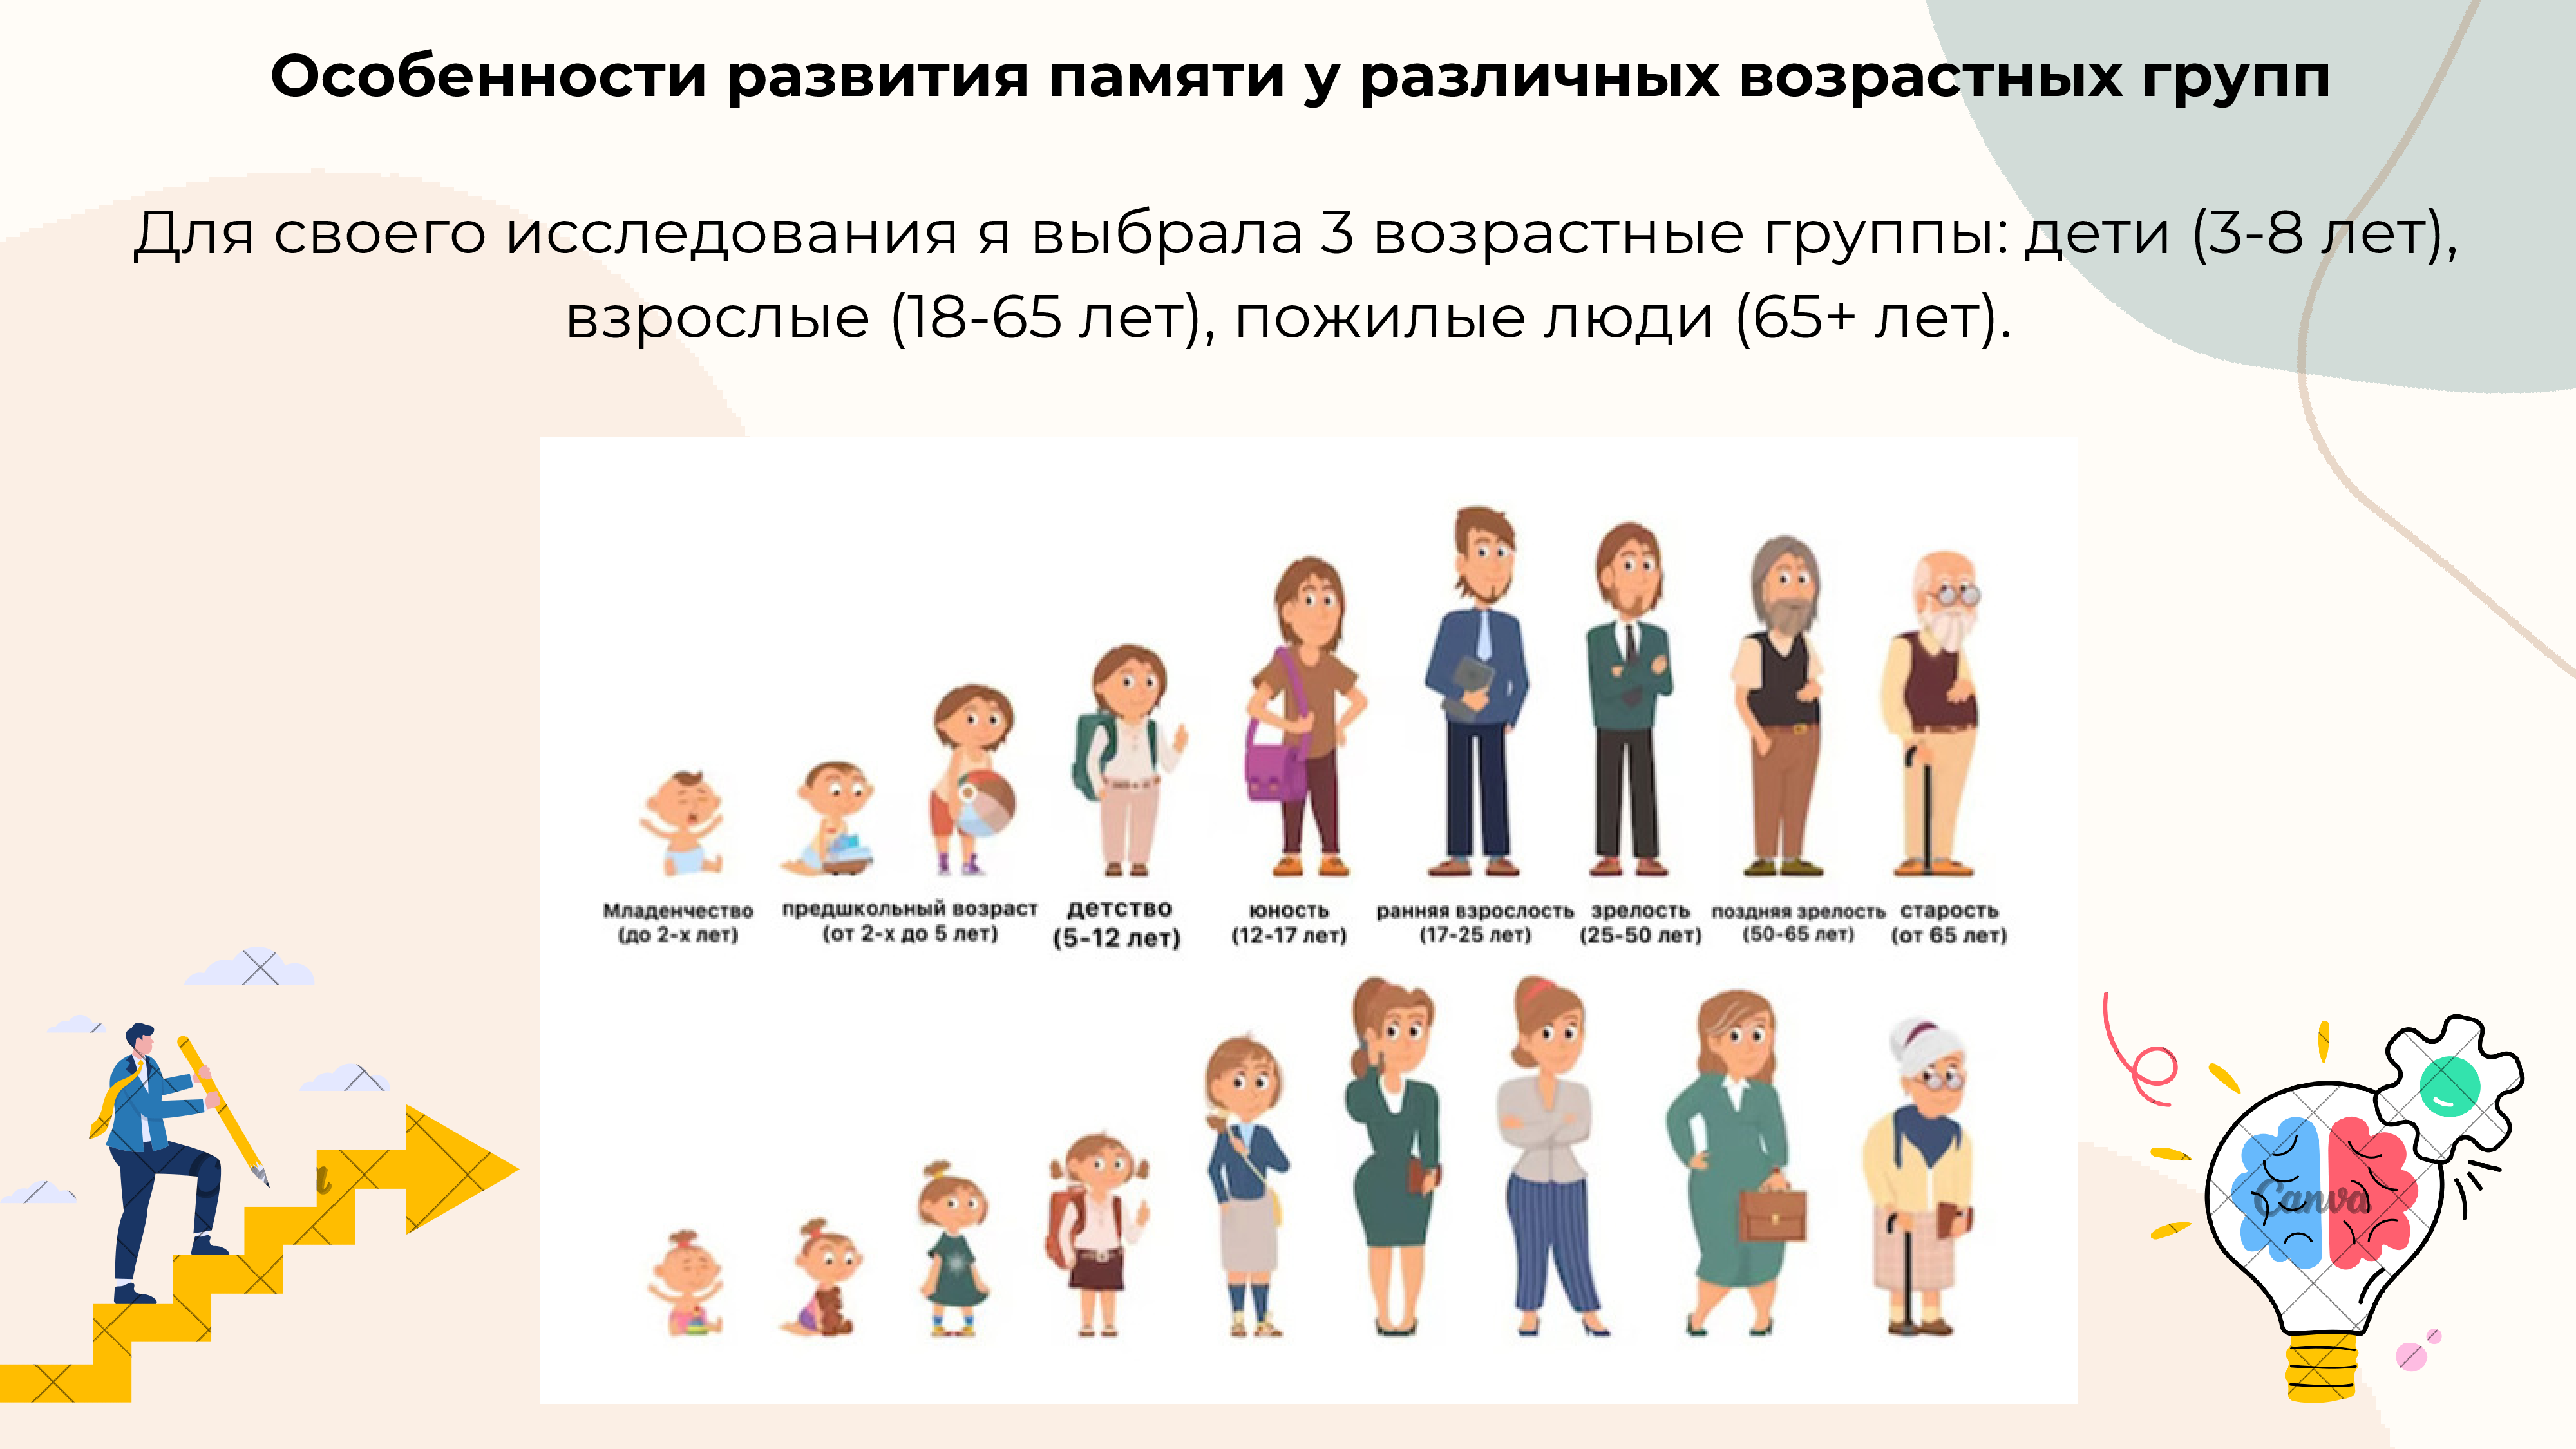 Особенности развития памяти у различных возрастных групп
Для своего исследования я выбрала 3 возрастные группы: дети (3-8 лет),
взрослые (18-65 лет), пожилые люди (65+ лет).
Младенчество
(до 2-х лет)
предшкольный возраст
(от 2-х до 5 лет)
детство
(5-12 лет)
юность
(12-17 лет)
ранняя взрослость
(17-25 лет)
зрелость
(25-50 лет)
поздняя зрелость
(50-65 лет)
старость
(от 65 лет)
Canva